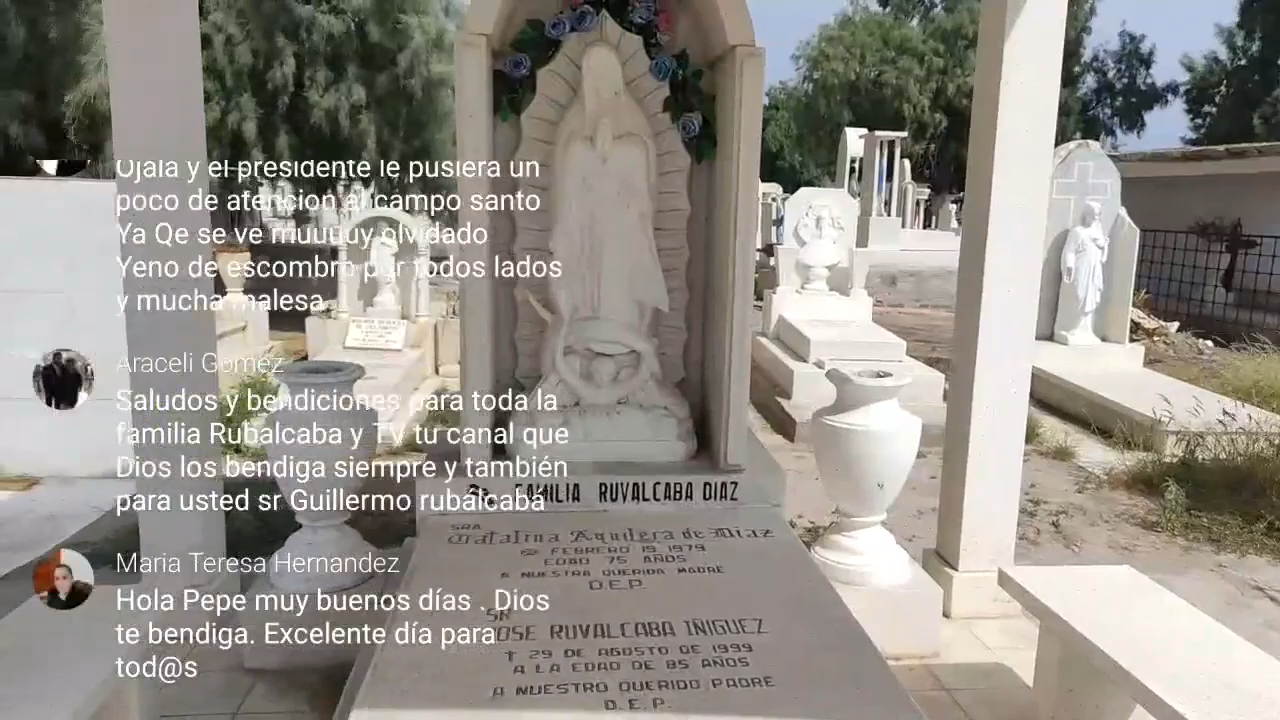 Ojala y el presidente le pusiera un
poco de atencion al campo santo
Ya Qe se ve muuuuy olvidado
Yeno de escombro por todos lados
y mucha malesa
Araceli Gomez
Saludos y bendiciones para toda la
familia Rubalcaba y TV tu canal que
Dios los bendiga siempre y también
para usted sr Guillermo rubalcaba
Maria Teresa Hernandez
Hola Pepe muy buenos días . Dios
te bendiga. Excelente día para
tod@s
FAMILIA RUVALCABA DIAZ
SRA
Catalina Aguilera de Diaz
FEBRERO 19 1979
EDAD 75 AÑOS
A NUESTRA QUERIDA MADRE
D.E.P.
SR
JOSE RUVALCABA IÑIGUEZ
† 29 DE AGOSTO DE 1999
A LA EDAD DE 85 AÑOS
A NUESTRO QUERIDO PADRE
D.E.P.